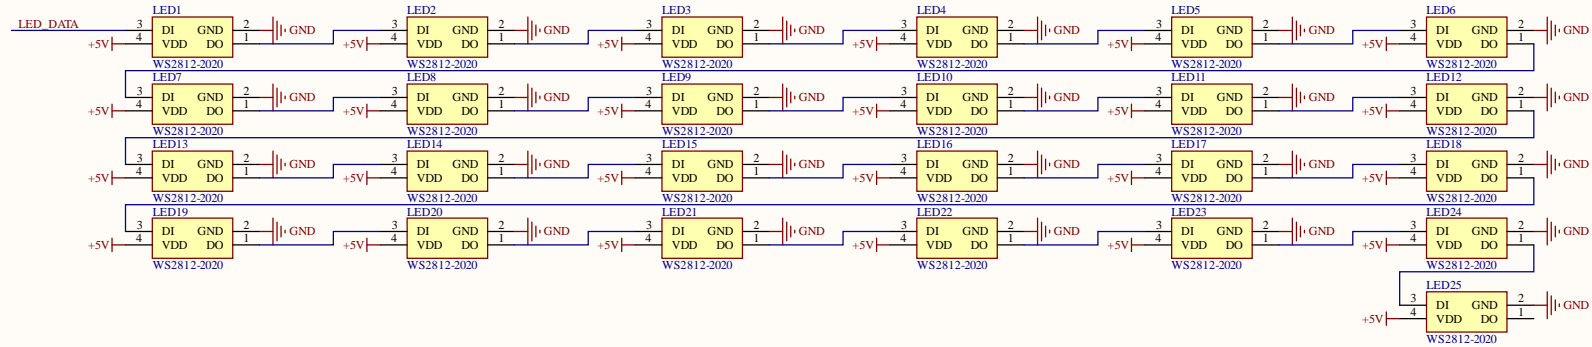 LED_DATA
LED1 LED2 LED3 LED4 LED5 LED6
3 DI GND 2 GND 3 DI GND 2 GND 3 DI GND 2 GND 3 DI GND 2 GND 3 DI GND 2 GND 3 DI GND 2 GND
+5V 4 VDD DO 1 +5V 4 VDD DO 1 +5V 4 VDD DO 1 +5V 4 VDD DO 1 +5V 4 VDD DO 1 +5V 4 VDD DO 1
WS2812-2020 WS2812-2020 WS2812-2020 WS2812-2020 WS2812-2020 WS2812-2020
LED7 LED8 LED9 LED10 LED11 LED12
3 DI GND 2 GND 3 DI GND 2 GND 3 DI GND 2 GND 3 DI GND 2 GND 3 DI GND 2 GND 3 DI GND 2 GND
+5V 4 VDD DO 1 +5V 4 VDD DO 1 +5V 4 VDD DO 1 +5V 4 VDD DO 1 +5V 4 VDD DO 1 +5V 4 VDD DO 1
WS2812-2020 WS2812-2020 WS2812-2020 WS2812-2020 WS2812-2020 WS2812-2020
LED13 LED14 LED15 LED16 LED17 LED18
3 DI GND 2 GND 3 DI GND 2 GND 3 DI GND 2 GND 3 DI GND 2 GND 3 DI GND 2 GND 3 DI GND 2 GND
+5V 4 VDD DO 1 +5V 4 VDD DO 1 +5V 4 VDD DO 1 +5V 4 VDD DO 1 +5V 4 VDD DO 1 +5V 4 VDD DO 1
WS2812-2020 WS2812-2020 WS2812-2020 WS2812-2020 WS2812-2020 WS2812-2020
LED19 LED20 LED21 LED22 LED23 LED24
3 DI GND 2 GND 3 DI GND 2 GND 3 DI GND 2 GND 3 DI GND 2 GND 3 DI GND 2 GND 3 DI GND 2 GND
+5V 4 VDD DO 1 +5V 4 VDD DO 1 +5V 4 VDD DO 1 +5V 4 VDD DO 1 +5V 4 VDD DO 1 +5V 4 VDD DO 1
WS2812-2020 WS2812-2020 WS2812-2020 WS2812-2020 WS2812-2020 WS2812-2020
LED25
3 DI GND 2 GND
+5V 4 VDD DO 1
WS2812-2020